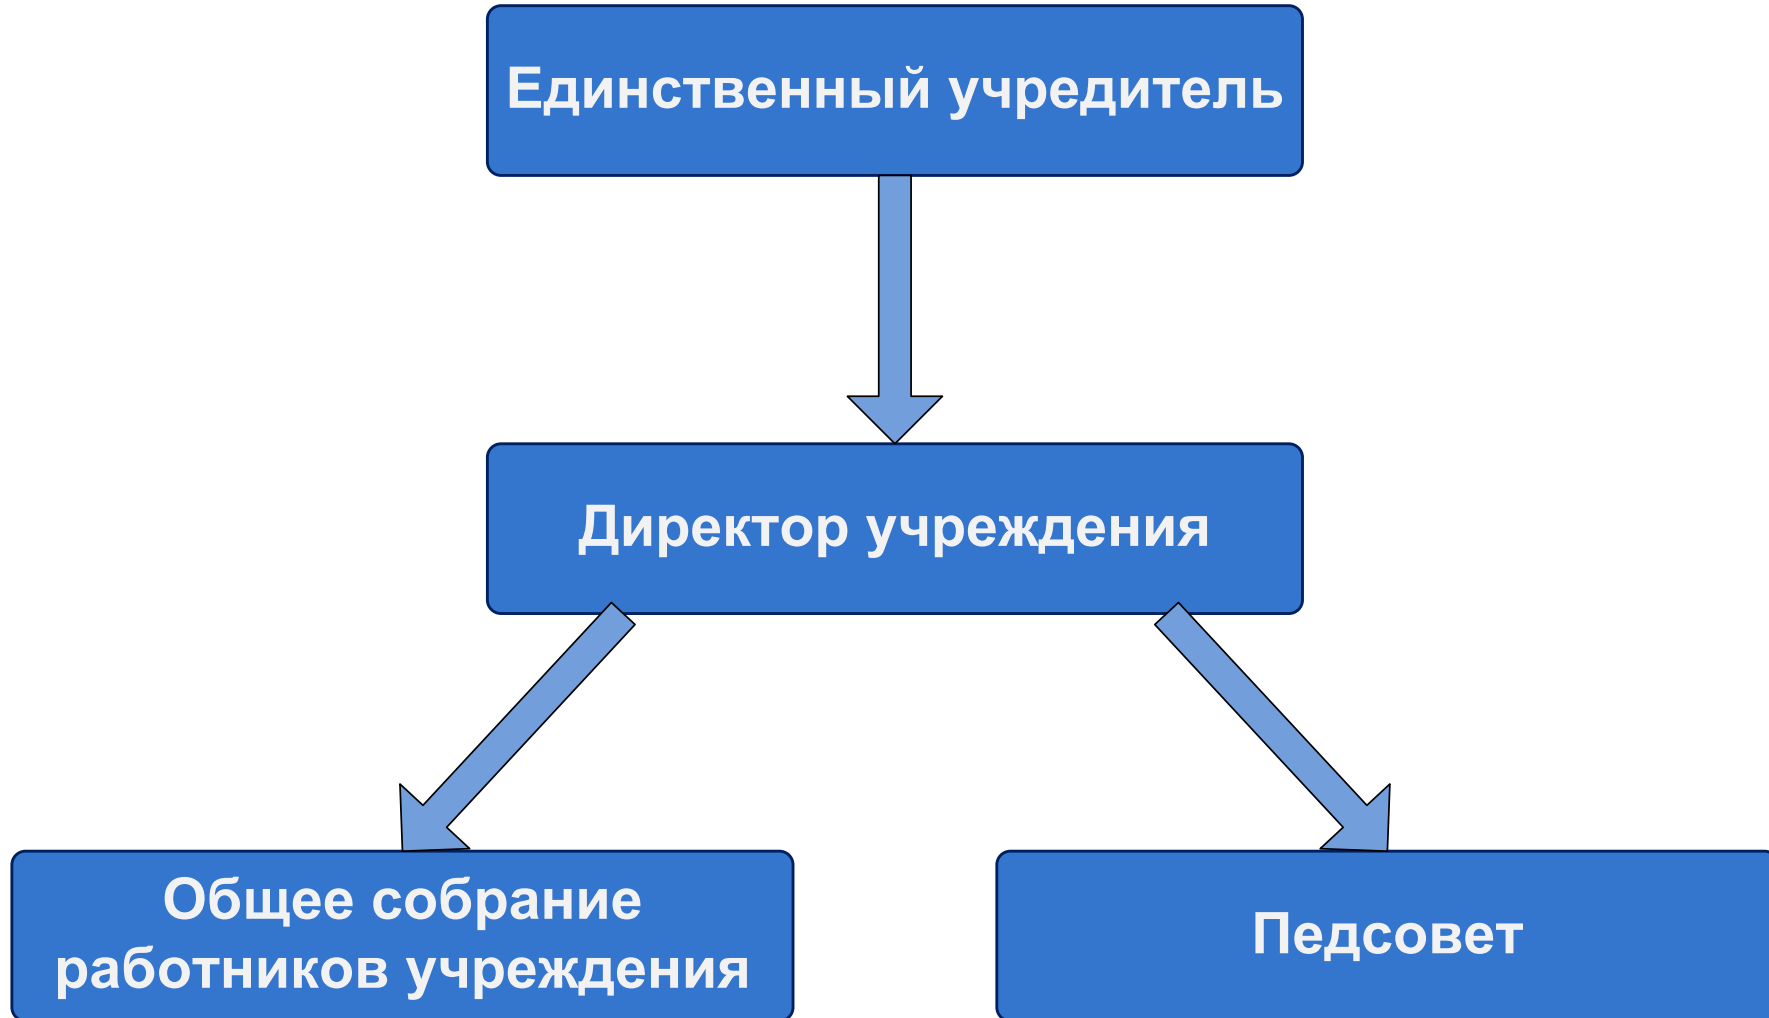 Единственный учредитель
Директор учреждения
Общее собрание
работников учреждения
Педсовет